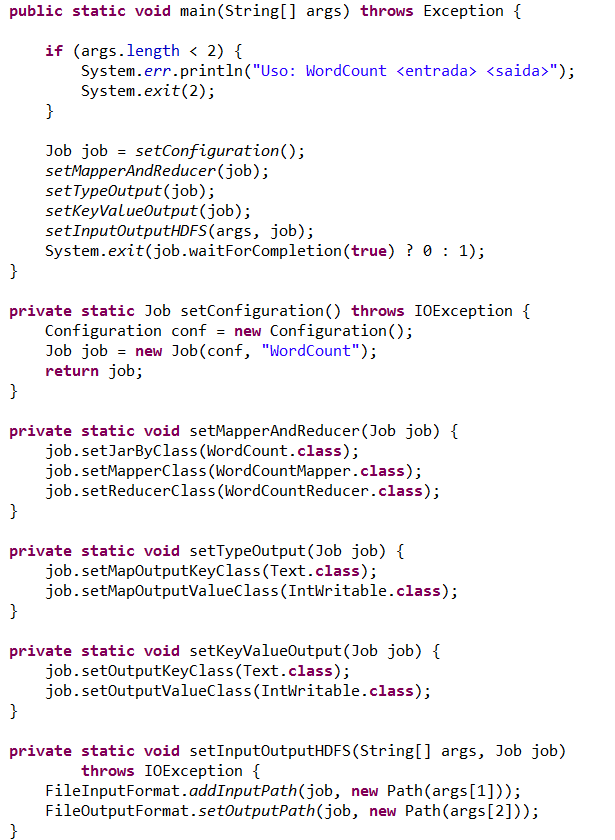 public static void main(String[] args) throws Exception {

    if (args.length < 2) {
        System.err.println("Uso: WordCount <entrada> <saida>");
        System.exit(2);
    }

    Job job = setConfiguration();
    setMapperAndReducer(job);
    setTypeOutput(job);
    setKeyValueOutput(job);
    setInputOutputHDFS(args, job);
    System.exit(job.waitForCompletion(true) ? 0 : 1);
}

private static Job setConfiguration() throws IOException {
    Configuration conf = new Configuration();
    Job job = new Job(conf, "WordCount");
    return job;
}

private static void setMapperAndReducer(Job job) {
    job.setJarByClass(WordCount.class);
    job.setMapperClass(WordCountMapper.class);
    job.setReducerClass(WordCountReducer.class);
}

private static void setTypeOutput(Job job) {
    job.setMapOutputKeyClass(Text.class);
    job.setMapOutputValueClass(IntWritable.class);
}

private static void setKeyValueOutput(Job job) {
    job.setOutputKeyClass(Text.class);
    job.setOutputValueClass(IntWritable.class);
}

private static void setInputOutputHDFS(String[] args, Job job)
        throws IOException {
    FileInputFormat.addInputPath(job, new Path(args[1]));
    FileOutputFormat.setOutputPath(job, new Path(args[2]));
}